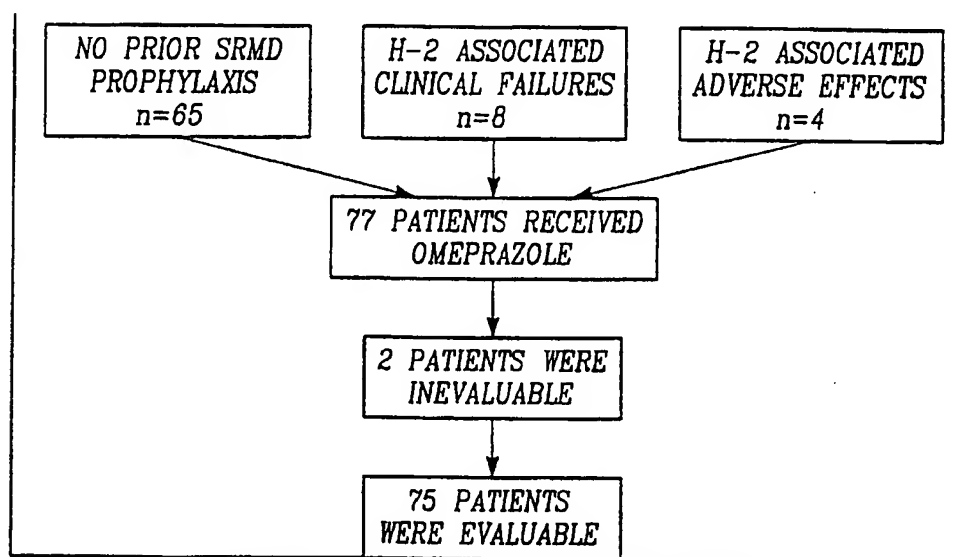 NO PRIOR SRMD
PROPHYLAXIS
n=65
H-2 ASSOCIATED
CLINICAL FAILURES
n=8
H-2 ASSOCIATED
ADVERSE EFFECTS
n=4
77 PATIENTS RECEIVED
OMEPRAZOLE
2 PATIENTS WERE
INEVALUABLE
75 PATIENTS
WERE EVALUABLE